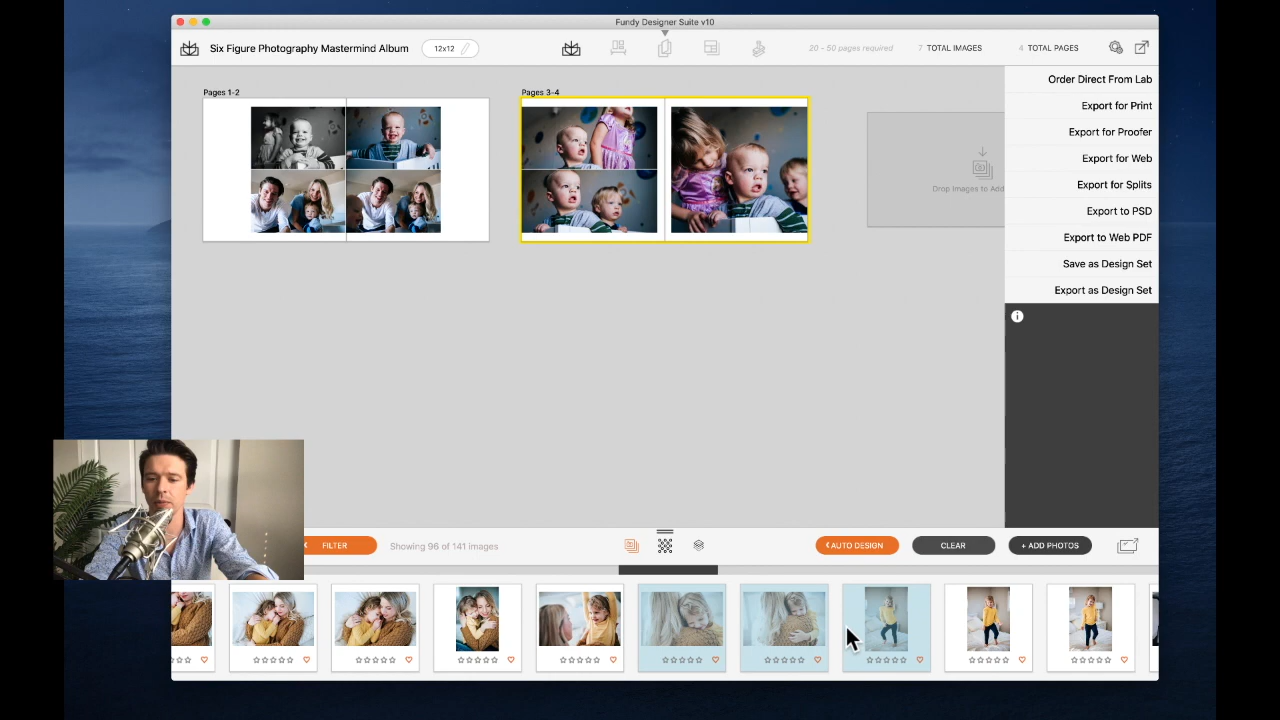 Fundy Designer Suite v10
Six Figure Photography Mastermind Album
12x12
20 - 50 pages required
7 TOTAL IMAGES
4 TOTAL PAGES
Pages 1-2
Pages 3-4
Drop Images to Add
Order Direct From Lab
Export for Print
Export for Proofer
Export for Web
Export for Splits
Export to PSD
Export to Web PDF
Save as Design Set
Export as Design Set
FILTER
Showing 96 of 141 images
AUTO DESIGN
CLEAR
+ ADD PHOTOS